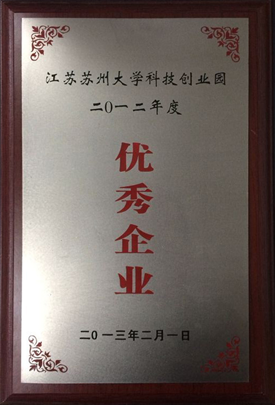 江苏苏州大学科技创业园
二〇一二年度
优秀企业
二〇一三年二月一日